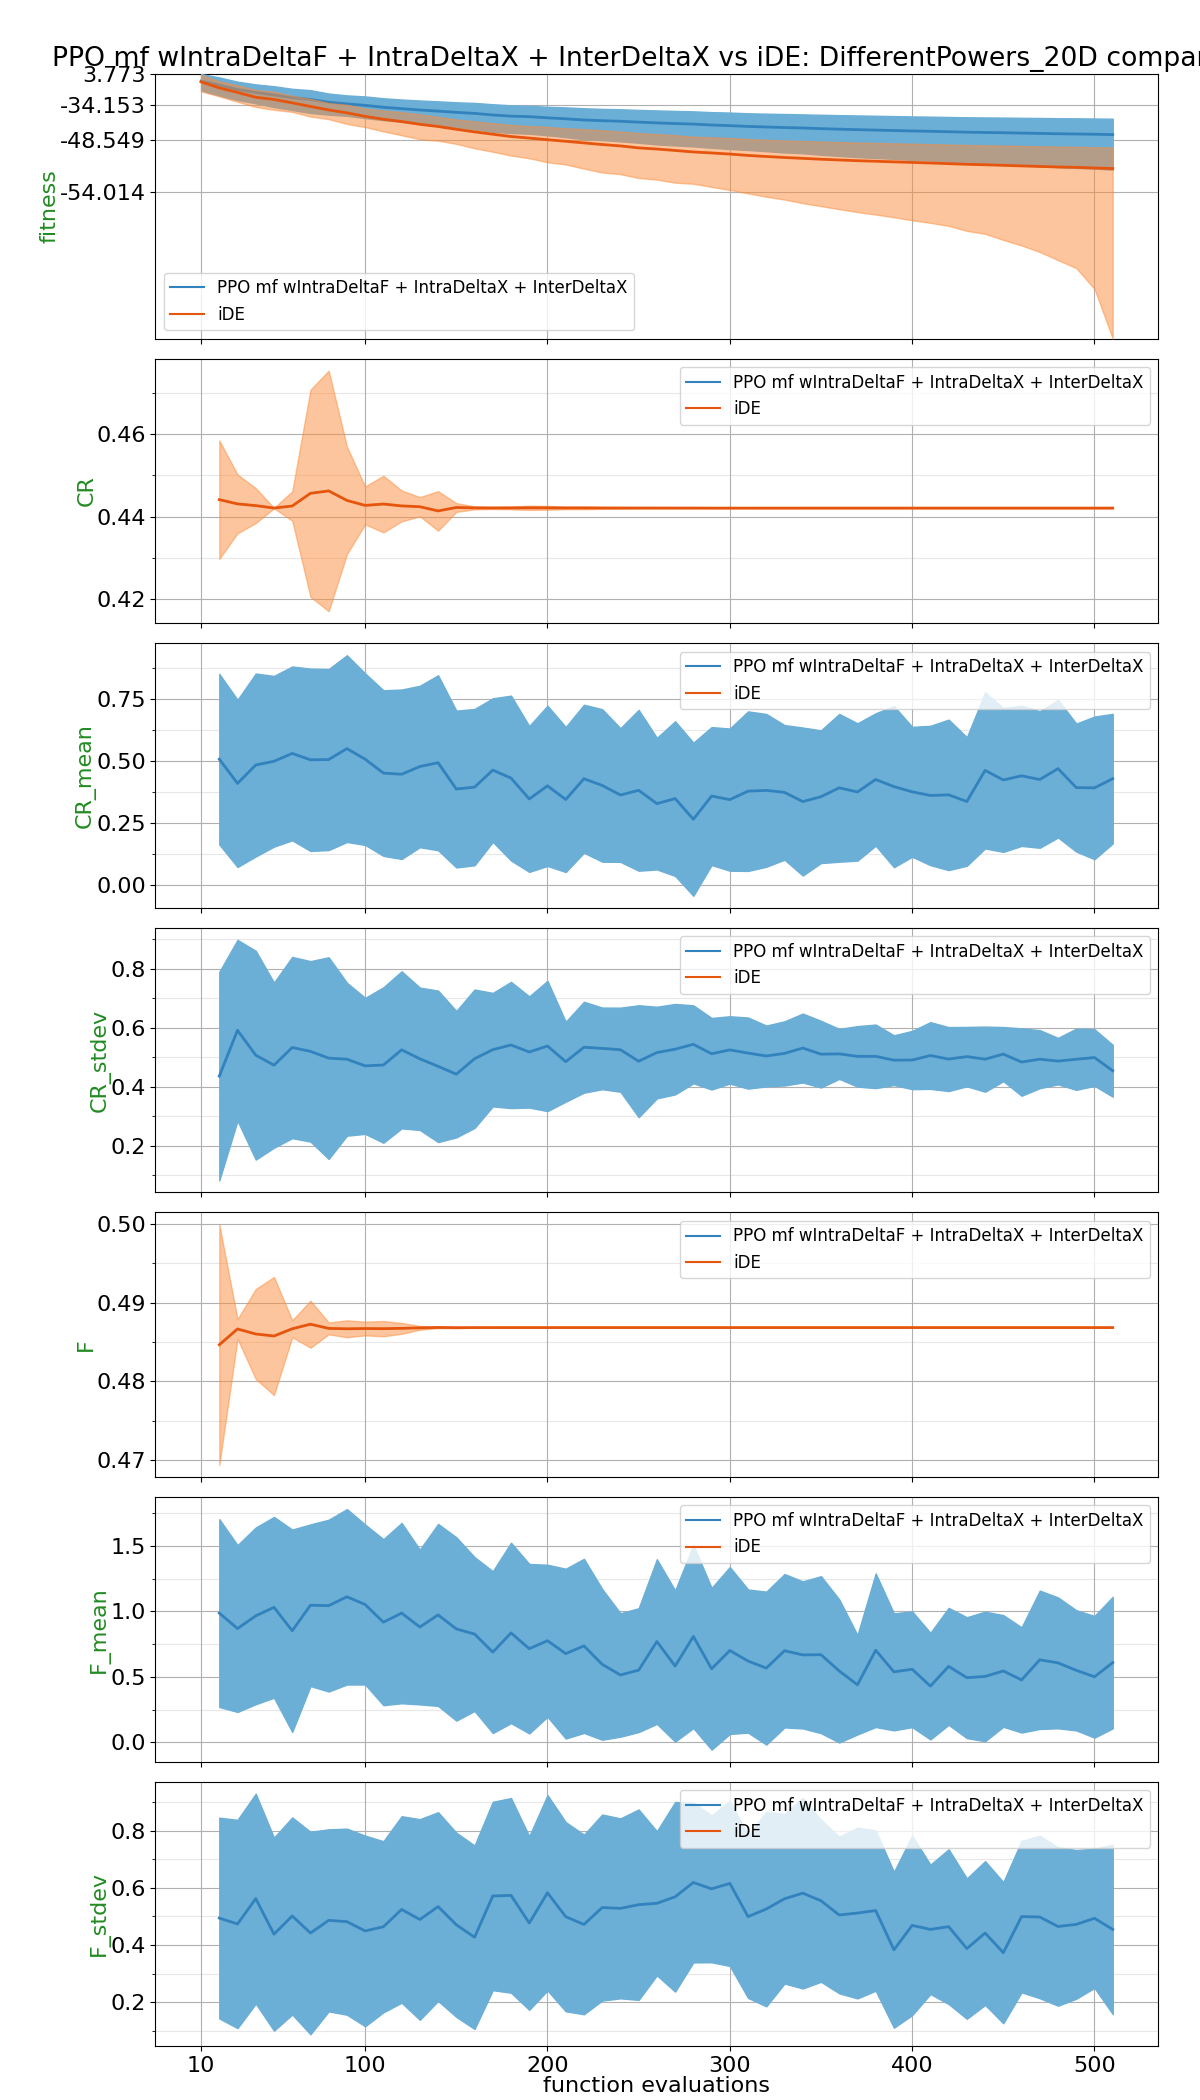 PPO mf wIntraDeltaF + IntraDeltaX + InterDeltaX vs iDE: DifferentPowers_20D compar
3.773
-34.153
-48.549
-54.014
fitness
PPO mf wIntraDeltaF + IntraDeltaX + InterDeltaX
iDE
0.46
0.44
0.42
CR
PPO mf wIntraDeltaF + IntraDeltaX + InterDeltaX
iDE
0.75
0.50
0.25
0.00
CR_mean
PPO mf wIntraDeltaF + IntraDeltaX + InterDeltaX
iDE
0.8
0.6
0.4
0.2
CR_stdev
PPO mf wIntraDeltaF + IntraDeltaX + InterDeltaX
iDE
0.50
0.49
0.48
0.47
F
PPO mf wIntraDeltaF + IntraDeltaX + InterDeltaX
iDE
1.5
1.0
0.5
0.0
F_mean
PPO mf wIntraDeltaF + IntraDeltaX + InterDeltaX
iDE
0.8
0.6
0.4
0.2
F_stdev
PPO mf wIntraDeltaF + IntraDeltaX + InterDeltaX
iDE
10 100 200 300 400 500
function evaluations